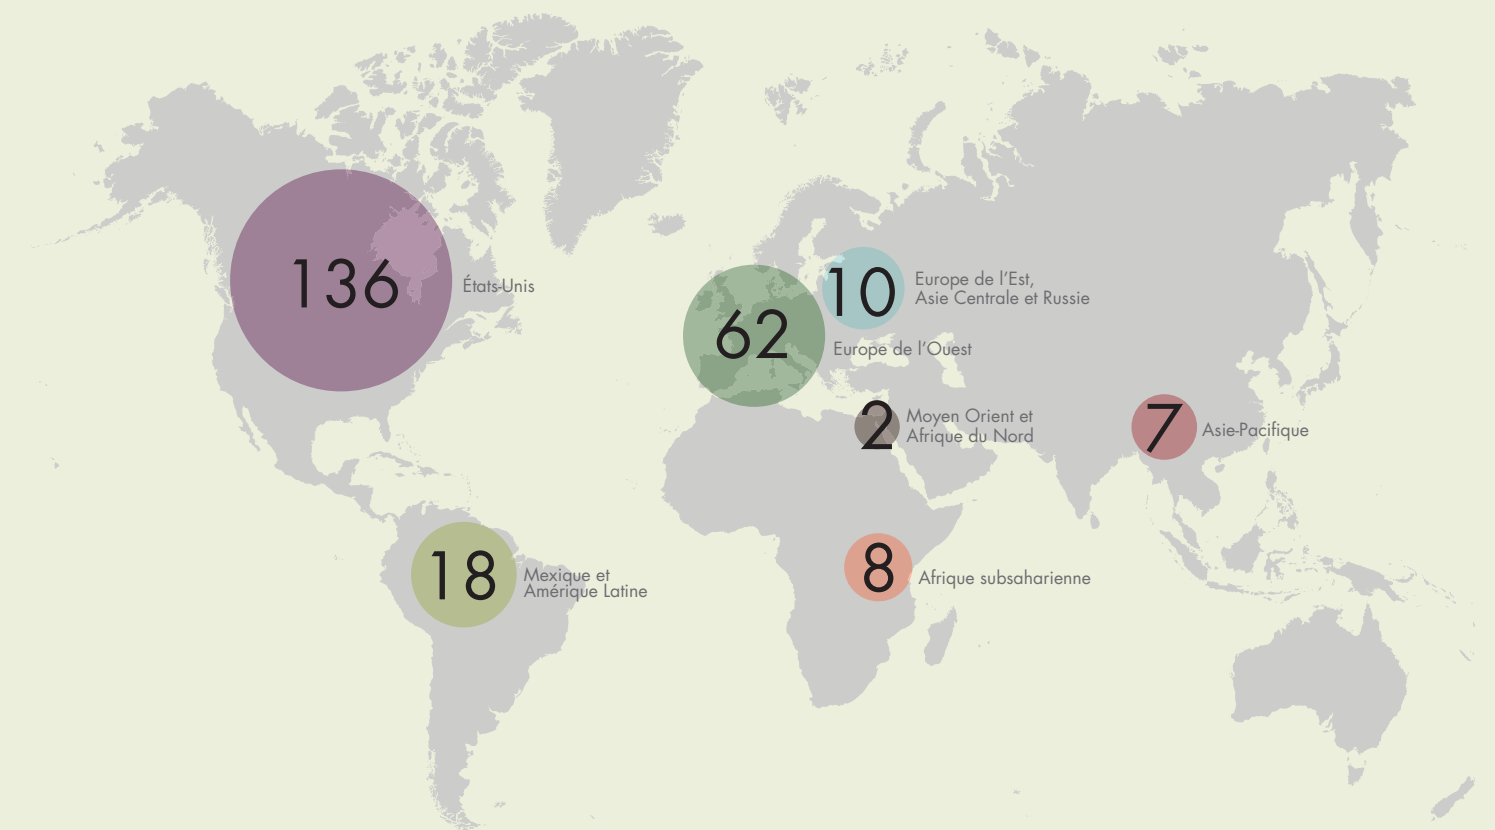 136
États-Unis
62
Europe de l'Ouest
10
Europe de l'Est,
Asie Centrale et Russie
2
Moyen Orient et
Afrique du Nord
7
Asie-Pacifique
18
Mexique et
Amérique Latine
8
Afrique subsaharienne